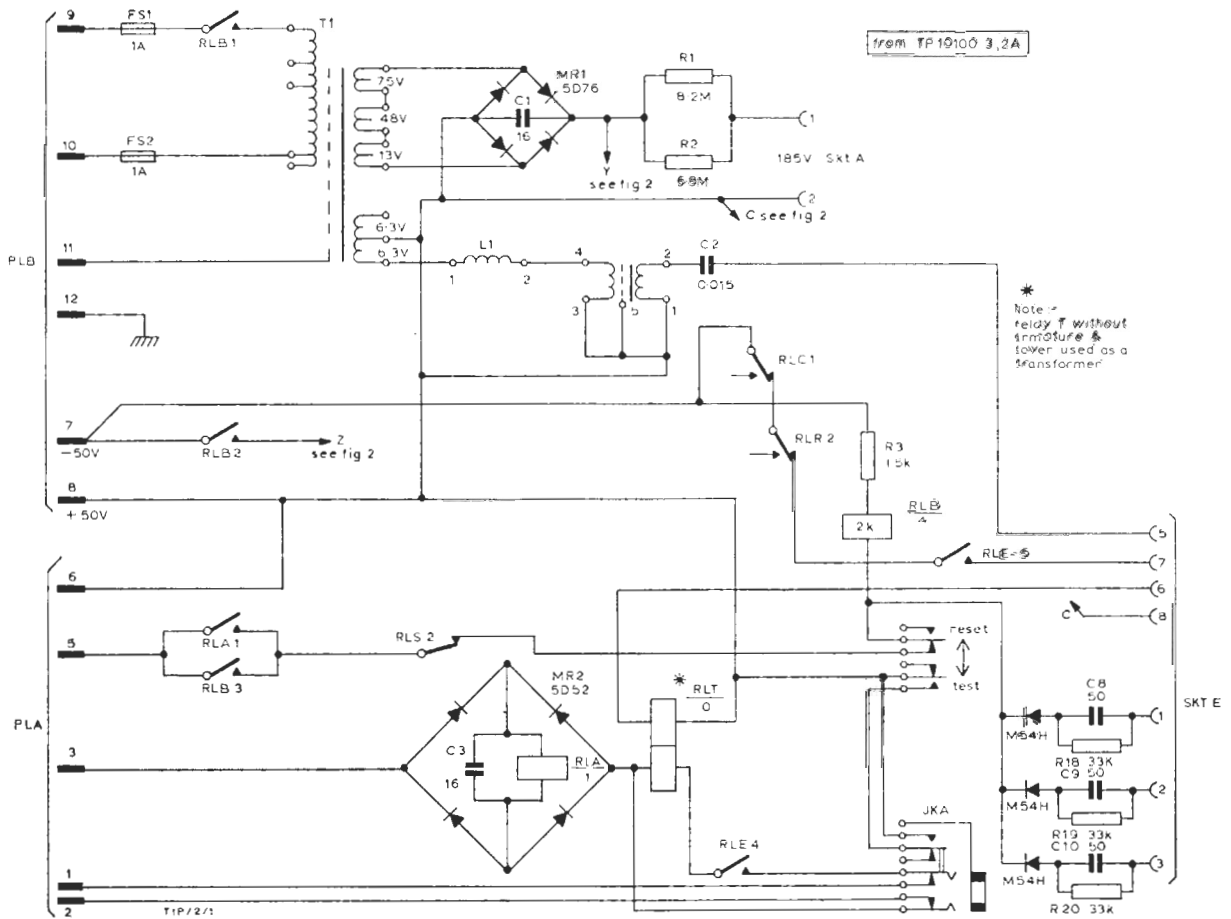 9
FS1
1A
RLB1
T1
from TP10100 3,2A
75V
48V
13V
MR1
5D76
C1
16
R1
8·2M
R2
6·8M
1
185V Skt A
Y
see fig 2
10
FS2
1A
2
C see fig 2
6·3V
6·3V
PLB
11
L1
1
2
4
3
5
2
1
C2
0·015
12
*
Note:-
relay T without
armature &
lower used as a
transformer
RLC1
7
-50V
RLB2
Z
see fig 2
RLR 2
R3
1·5k
8
+50V
2k
RLB
4
5
RLE-5
7
6
6
C
8
5
RLA 1
RLB 3
RLS 2
reset
test
MR2
5D52
*
RLT
0
PLA
3
C3
16
RLA
1
C8
50
M54H
1
SKT E
R18 33k
C9 50
M54H
2
R19 33k
C10 50
M54H
3
R20 33k
JKA
RLE4
1
2
T1P/2/1